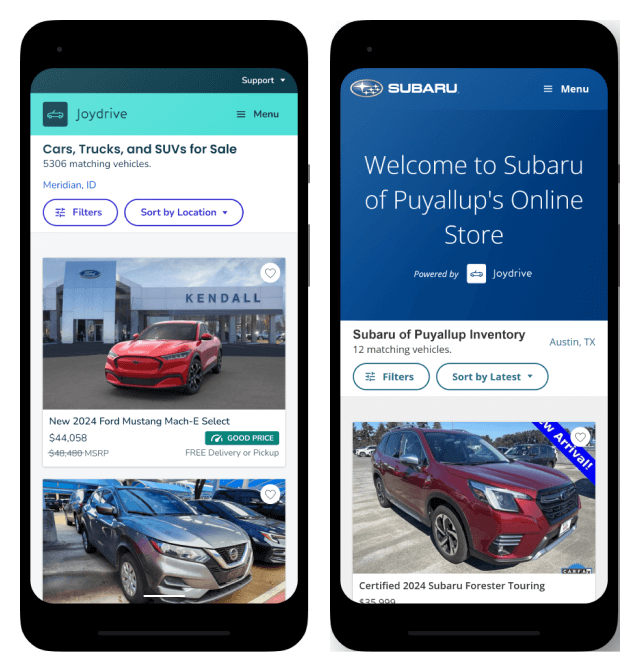 Support
Joydrive
Menu
Cars, Trucks, and SUVs for Sale
5306 matching vehicles.
Meridian, ID
Filters
Sort by Location
Ford
KENDALL
New 2024 Ford Mustang Mach-E Select
$44,058
GOOD PRICE
$48,480 MSRP
FREE Delivery or Pickup
SUBARU
Menu
Welcome to Subaru
of Puyallup's Online
Store
Powered by
Joydrive
Subaru of Puyallup Inventory
12 matching vehicles.
Austin, TX
Filters
Sort by Latest
w Arrival!
CARFAX
Certified 2024 Subaru Forester Touring
$35,999